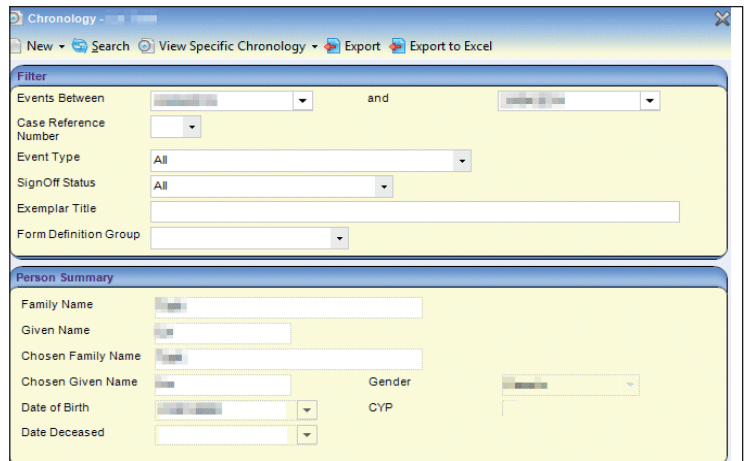 Chronology -
New Search View Specific Chronology Export Export to Excel
Filter
Events Between and
Case Reference
Number
Event Type All
SignOff Status All
Exemplar Title
Form Definition Group
Person Summary
Family Name
Given Name
Chosen Family Name
Chosen Given Name Gender
Date of Birth CYP
Date Deceased